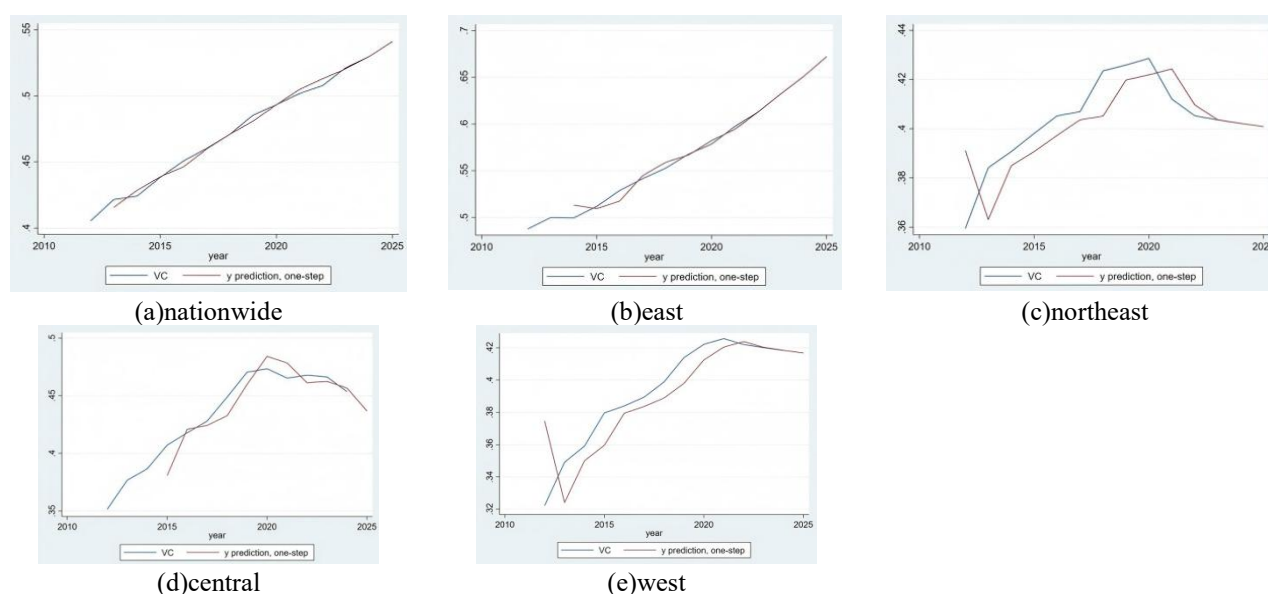 .55
.5
.45
.4
2010 2015 2020 2025
year
VC y prediction, one-step
(a)nationwide
.7
.65
.6
.55
.5
2010 2015 2020 2025
year
VC y prediction, one-step
(b)east
.44
.42
.4
.38
.36
2010 2015 2020 2025
year
VC y prediction, one-step
(c)northeast
.5
.45
.4
.35
2010 2015 2020 2025
year
VC y prediction, one-step
(d)central
.42
.4
.38
.36
.34
.32
2010 2015 2020 2025
year
VC y prediction, one-step
(e)west